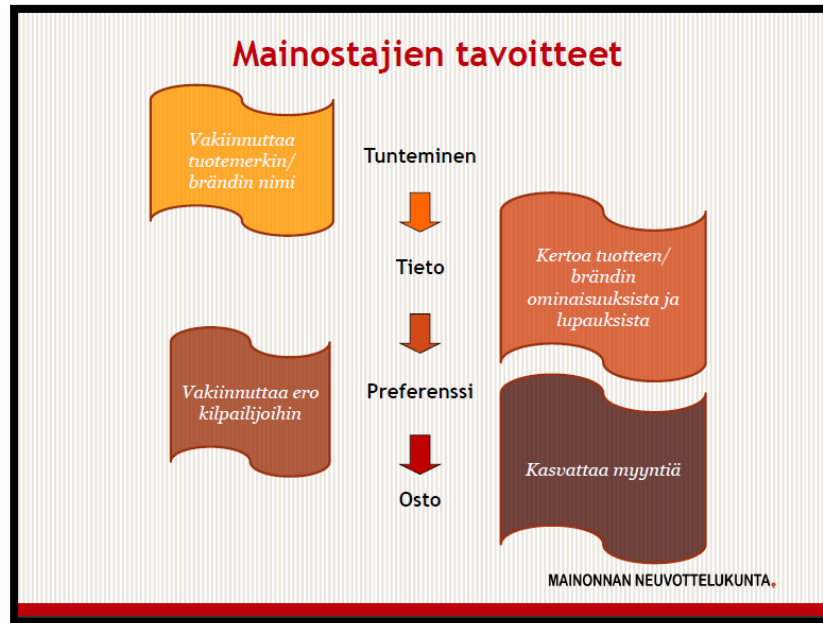 Mainostajien tavoitteet
Vakiinnuttaa
tuotemerkin/
brändin nimi
Tunteminen
Tieto
Kertoa tuotteen/
brändin
ominaisuuksista ja
lupauksista
Vakiinnuttaa ero
kilpailijoihin
Preferenssi
Kasvattaa myyntiä
Osto
MAINONNAN NEUVOTTELUKUNTA.